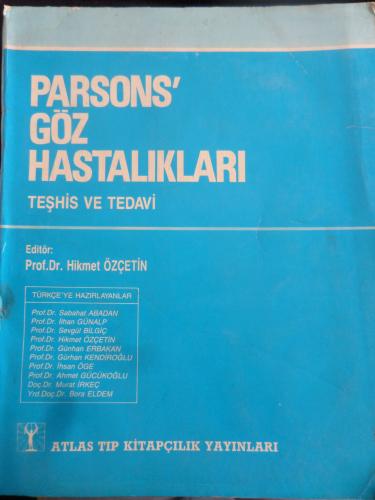 PARSONS'
GÖZ
HASTALIKLARI
TEŞHİS VE TEDAVİ
Editör:
Prof.Dr. Hikmet ÖZÇETİN
TÜRKÇE'YE HAZIRLAYANLAR
Prof.Dr. Sabahat ABADAN
Prof.Dr. İlhan GÜNALP
Prof.Dr. Sevgül BİLGİÇ
Prof.Dr. Hikmet ÖZÇETİN
Prof.Dr. Günhan ERBAKAN
Prof.Dr. Gürhan KENDİROĞLU
Prof.Dr. İhsan ÖGE
Prof.Dr. Ahmet GÜCÜKOĞLU
Doç.Dr. Murat İRKEÇ
Yrd.Doç.Dr. Bora ELDEM
ATLAS TIP KİTAPÇILIK YAYINLARI